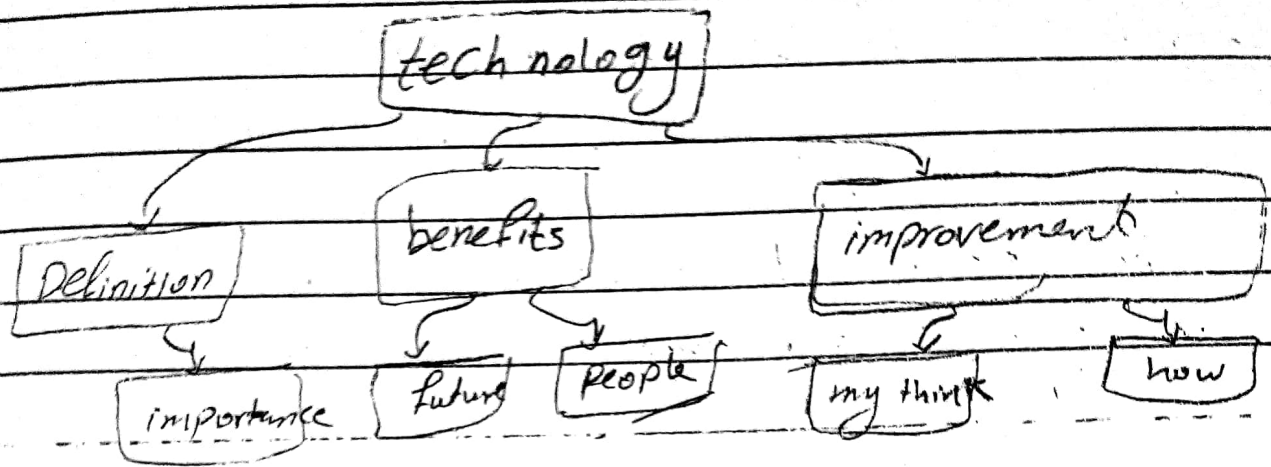 technology
benefits
improvement
Definition
importance
future
people
my think
how